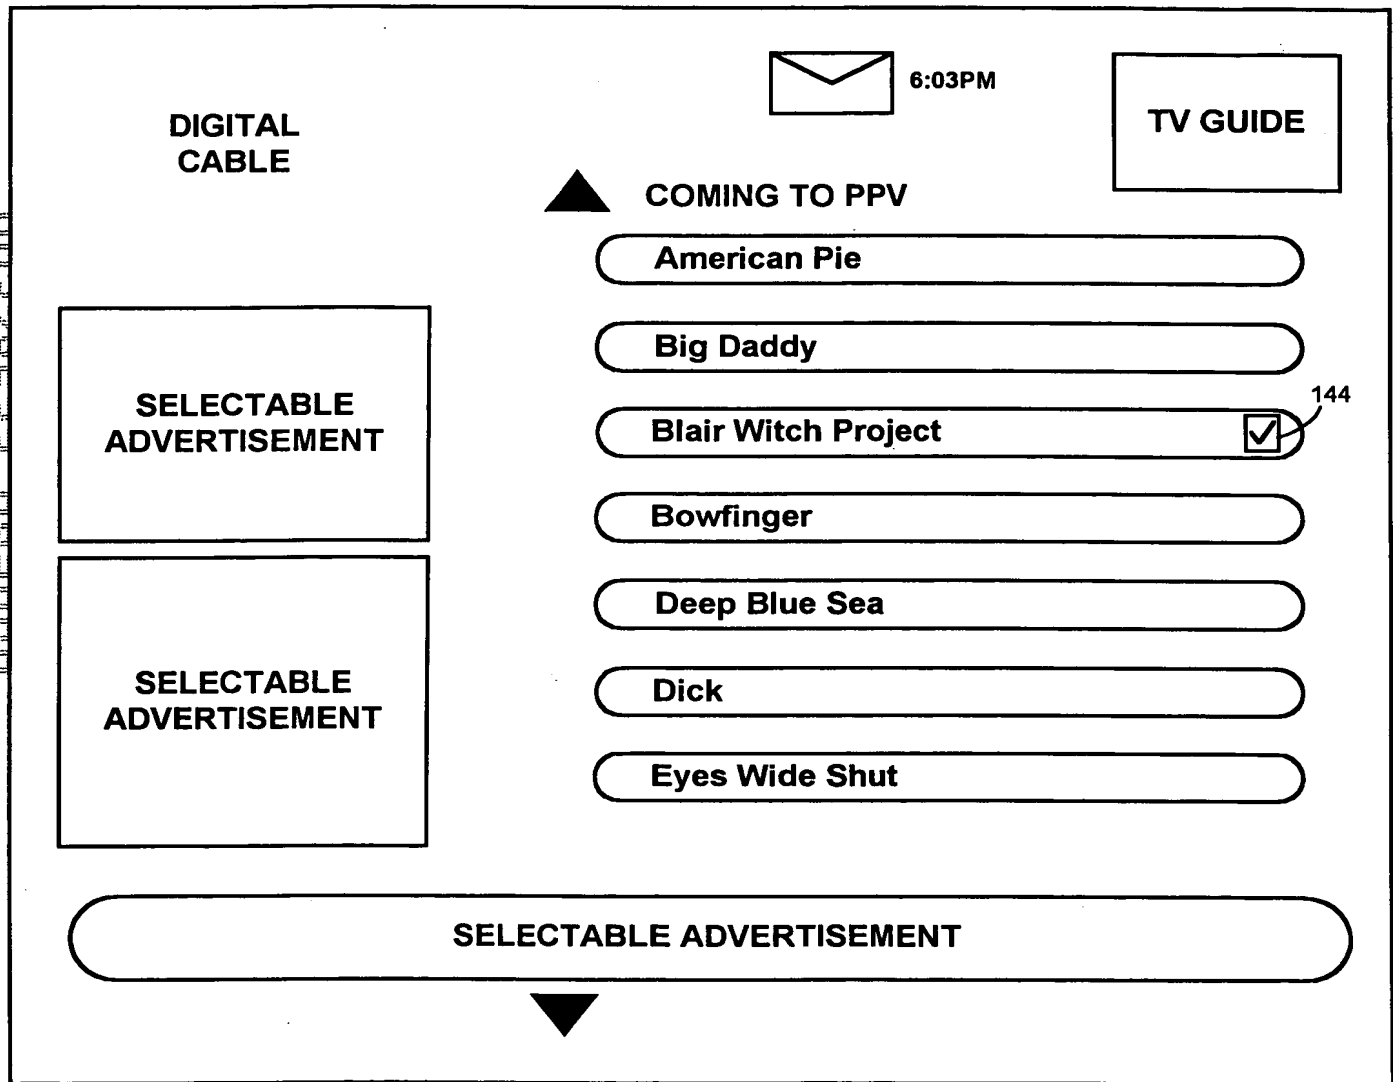 6:03PM
TV GUIDE
DIGITAL
CABLE
COMING TO PPV
American Pie
Big Daddy
144
Blair Witch Project
Bowfinger
Deep Blue Sea
Dick
Eyes Wide Shut
SELECTABLE
ADVERTISEMENT
SELECTABLE
ADVERTISEMENT
SELECTABLE ADVERTISEMENT